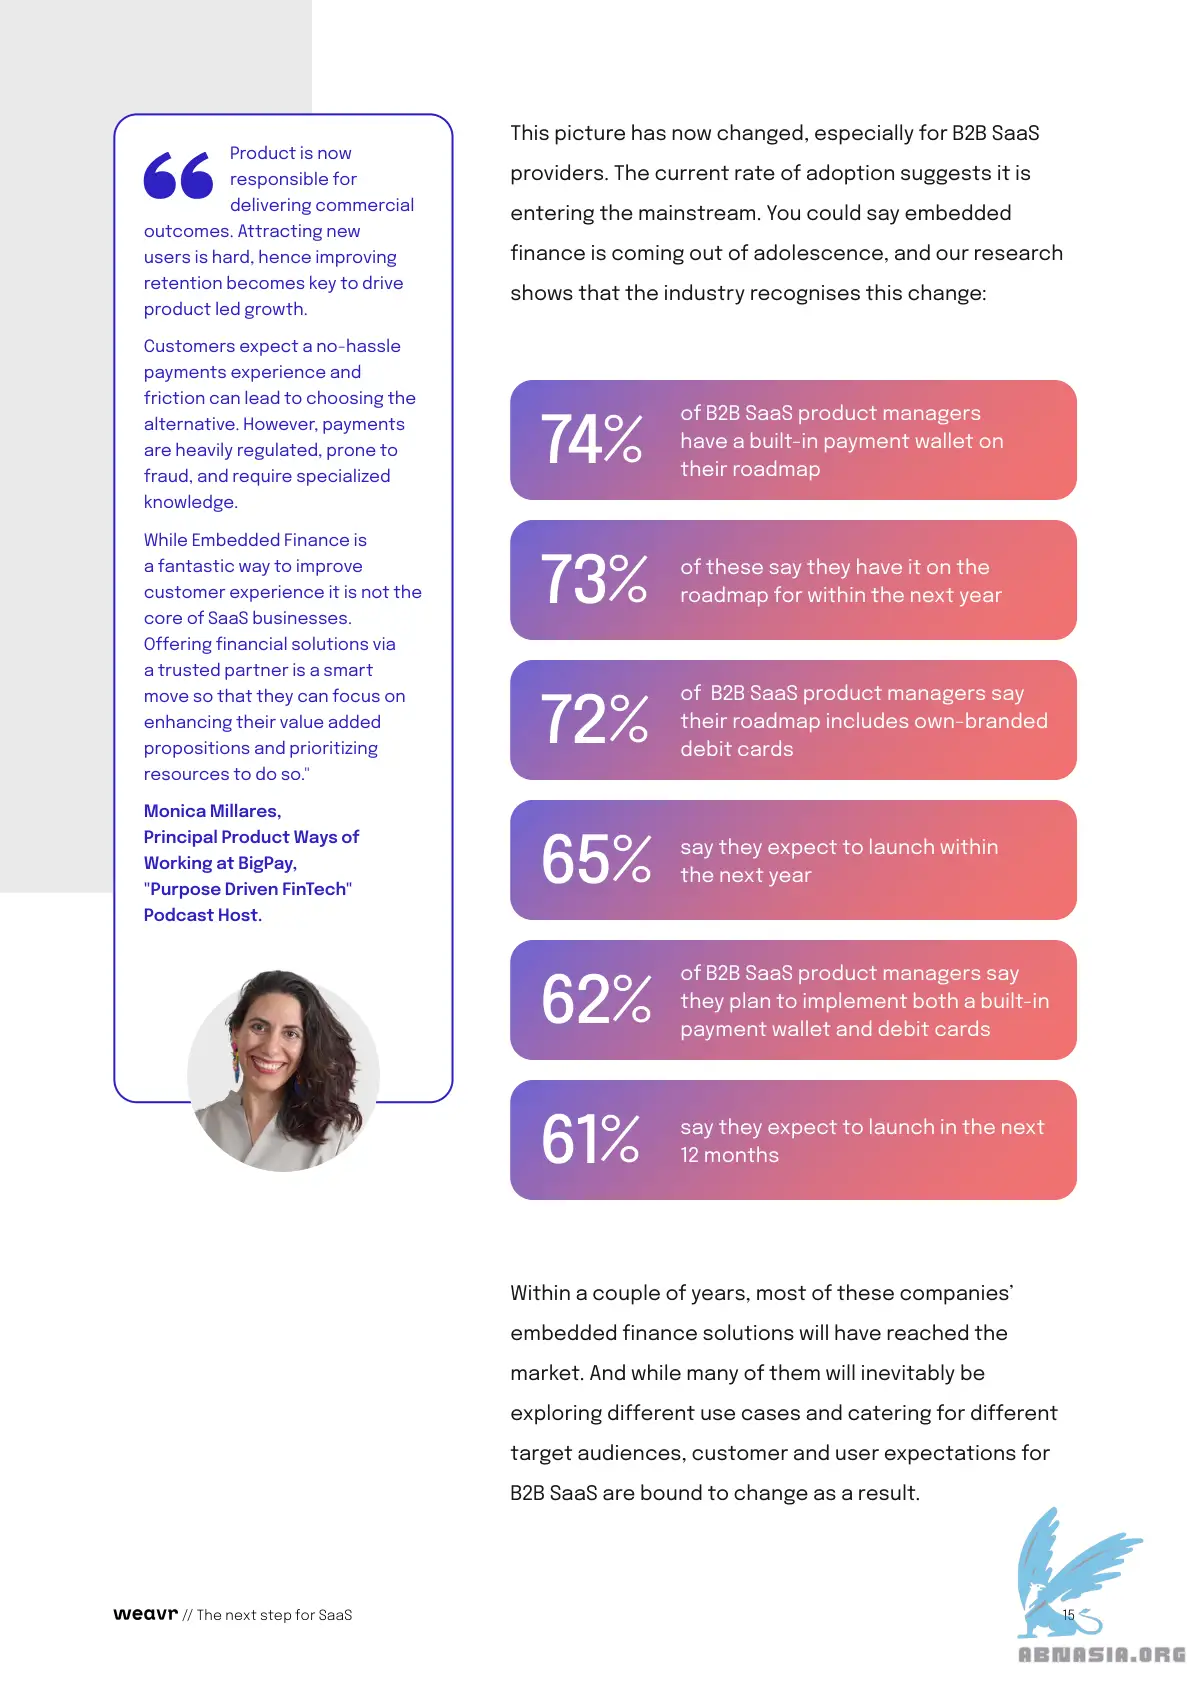 Product is now
responsible for
delivering commercial
outcomes. Attracting new
users is hard, hence improving
retention becomes key to drive
product led growth.
Customers expect a no-hassle
payments experience and
friction can lead to choosing the
alternative. However, payments
are heavily regulated, prone to
fraud, and require specialized
knowledge.
While Embedded Finance is
a fantastic way to improve
customer experience it is not the
core of SaaS businesses.
Offering financial solutions via
a trusted partner is a smart
move so that they can focus on
enhancing their value added
propositions and prioritizing
resources to do so."
Monica Millares,
Principal Product Ways of
Working at BigPay,
"Purpose Driven FinTech"
Podcast Host.
This picture has now changed, especially for B2B SaaS
providers. The current rate of adoption suggests it is
entering the mainstream. You could say embedded
finance is coming out of adolescence, and our research
shows that the industry recognises this change:
74%
of B2B SaaS product managers
have a built-in payment wallet on
their roadmap
73%
of these say they have it on the
roadmap for within the next year
72%
of B2B SaaS product managers say
their roadmap includes own-branded
debit cards
65%
say they expect to launch within
the next year
62%
of B2B SaaS product managers say
they plan to implement both a built-in
payment wallet and debit cards
61%
say they expect to launch in the next
12 months
Within a couple of years, most of these companies’
embedded finance solutions will have reached the
market. And while many of them will inevitably be
exploring different use cases and catering for different
target audiences, customer and user expectations for
B2B SaaS are bound to change as a result.
weavr // The next step for SaaS
15
ABNASIA.ORG